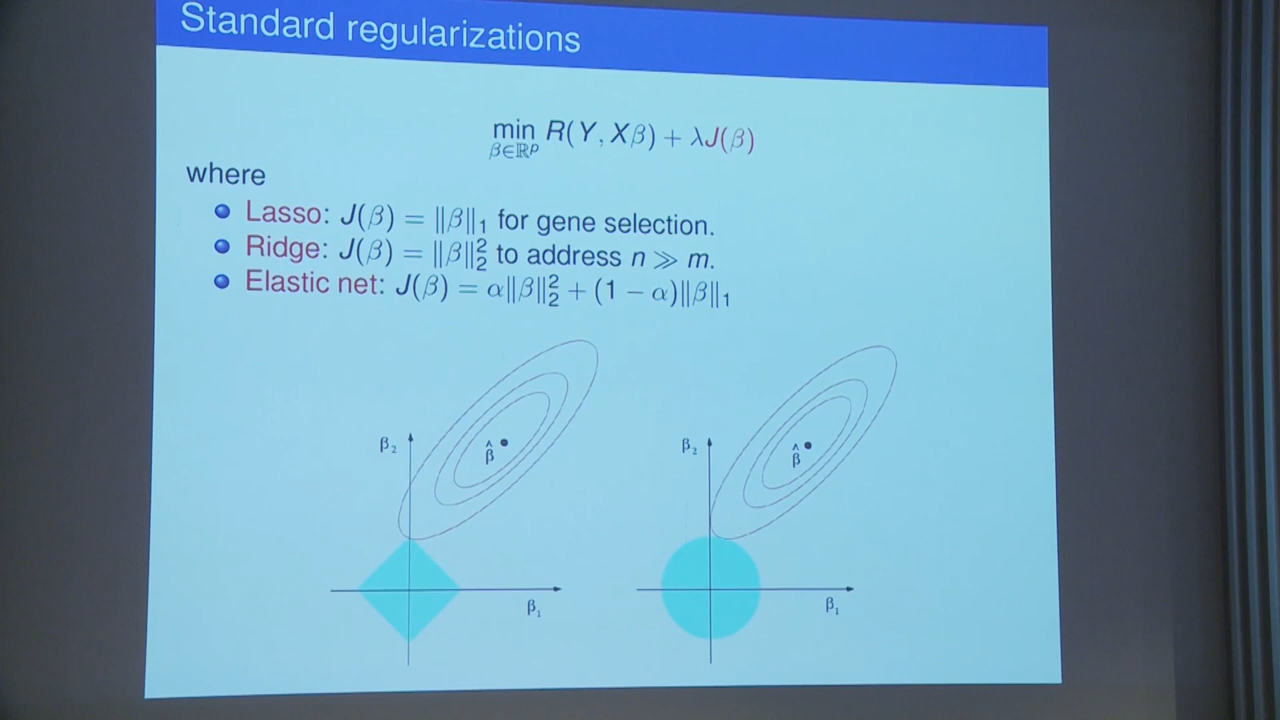 Standard regularizations
min R(Y, Xβ) + λJ(β)
β∈ℝᵖ
where
Lasso: J(β) = ‖β‖₁ for gene selection.
Ridge: J(β) = ‖β‖₂² to address n ≫ m.
Elastic net: J(β) = α‖β‖₂² + (1 − α)‖β‖₁
β₂ β̂ β₂ β̂
β₁ β₁